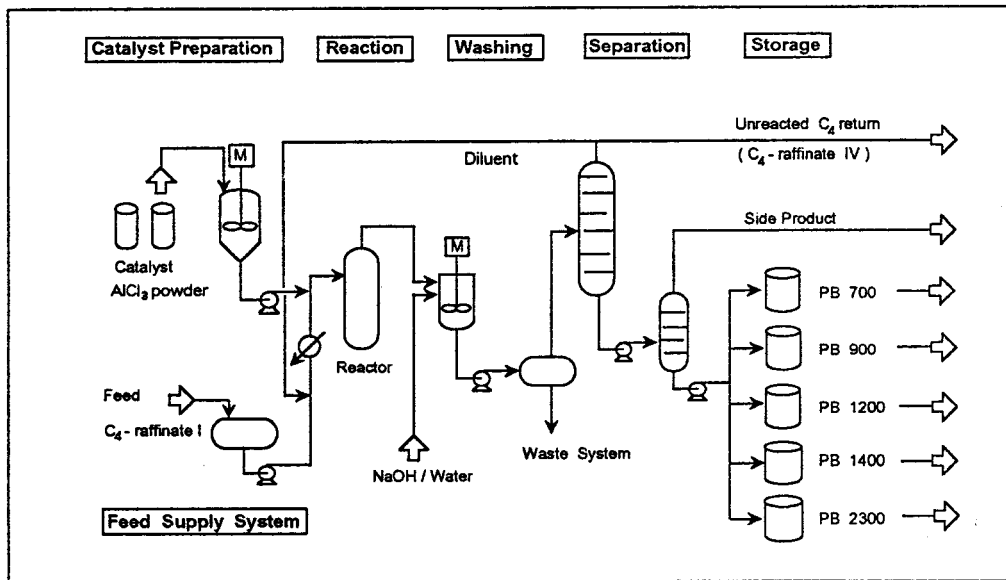 Catalyst Preparation
Reaction
Washing
Separation
Storage
Unreacted C₄ return
( C₄ - raffinate IV )
Diluent
M
Side Product
M
Catalyst
AlCl₃ powder
PB 700
Reactor
PB 900
Feed
C₄ - raffinate I
PB 1200
Waste System
PB 1400
NaOH / Water
PB 2300
Feed Supply System